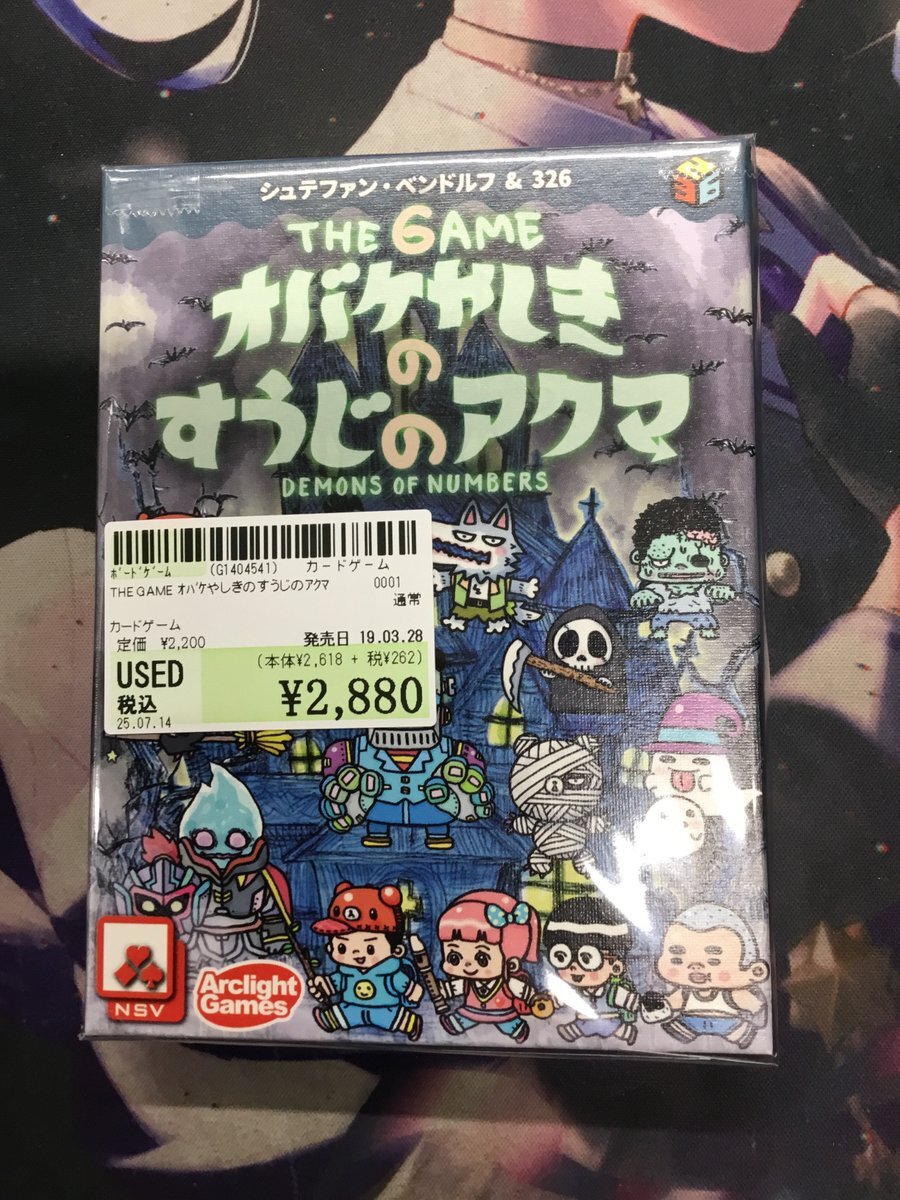 シュテファン・ベンドルフ & 326
326
THE GAME
オバケやしき
の
すうじのアクマ
DEMONS OF NUMBERS
ﾎﾞｰﾄﾞｹﾞｰﾑ (G1404541) カードゲーム
THE GAME ｵﾊﾞｹやしきのすうじのｱｸﾏ 0001
通常
カードゲーム
定価 ¥2,200 発売日 19.03.28
USED (本体¥2,618 + 税¥262)
税込 ¥2,880
25.07.14
NSV
Arclight
Games